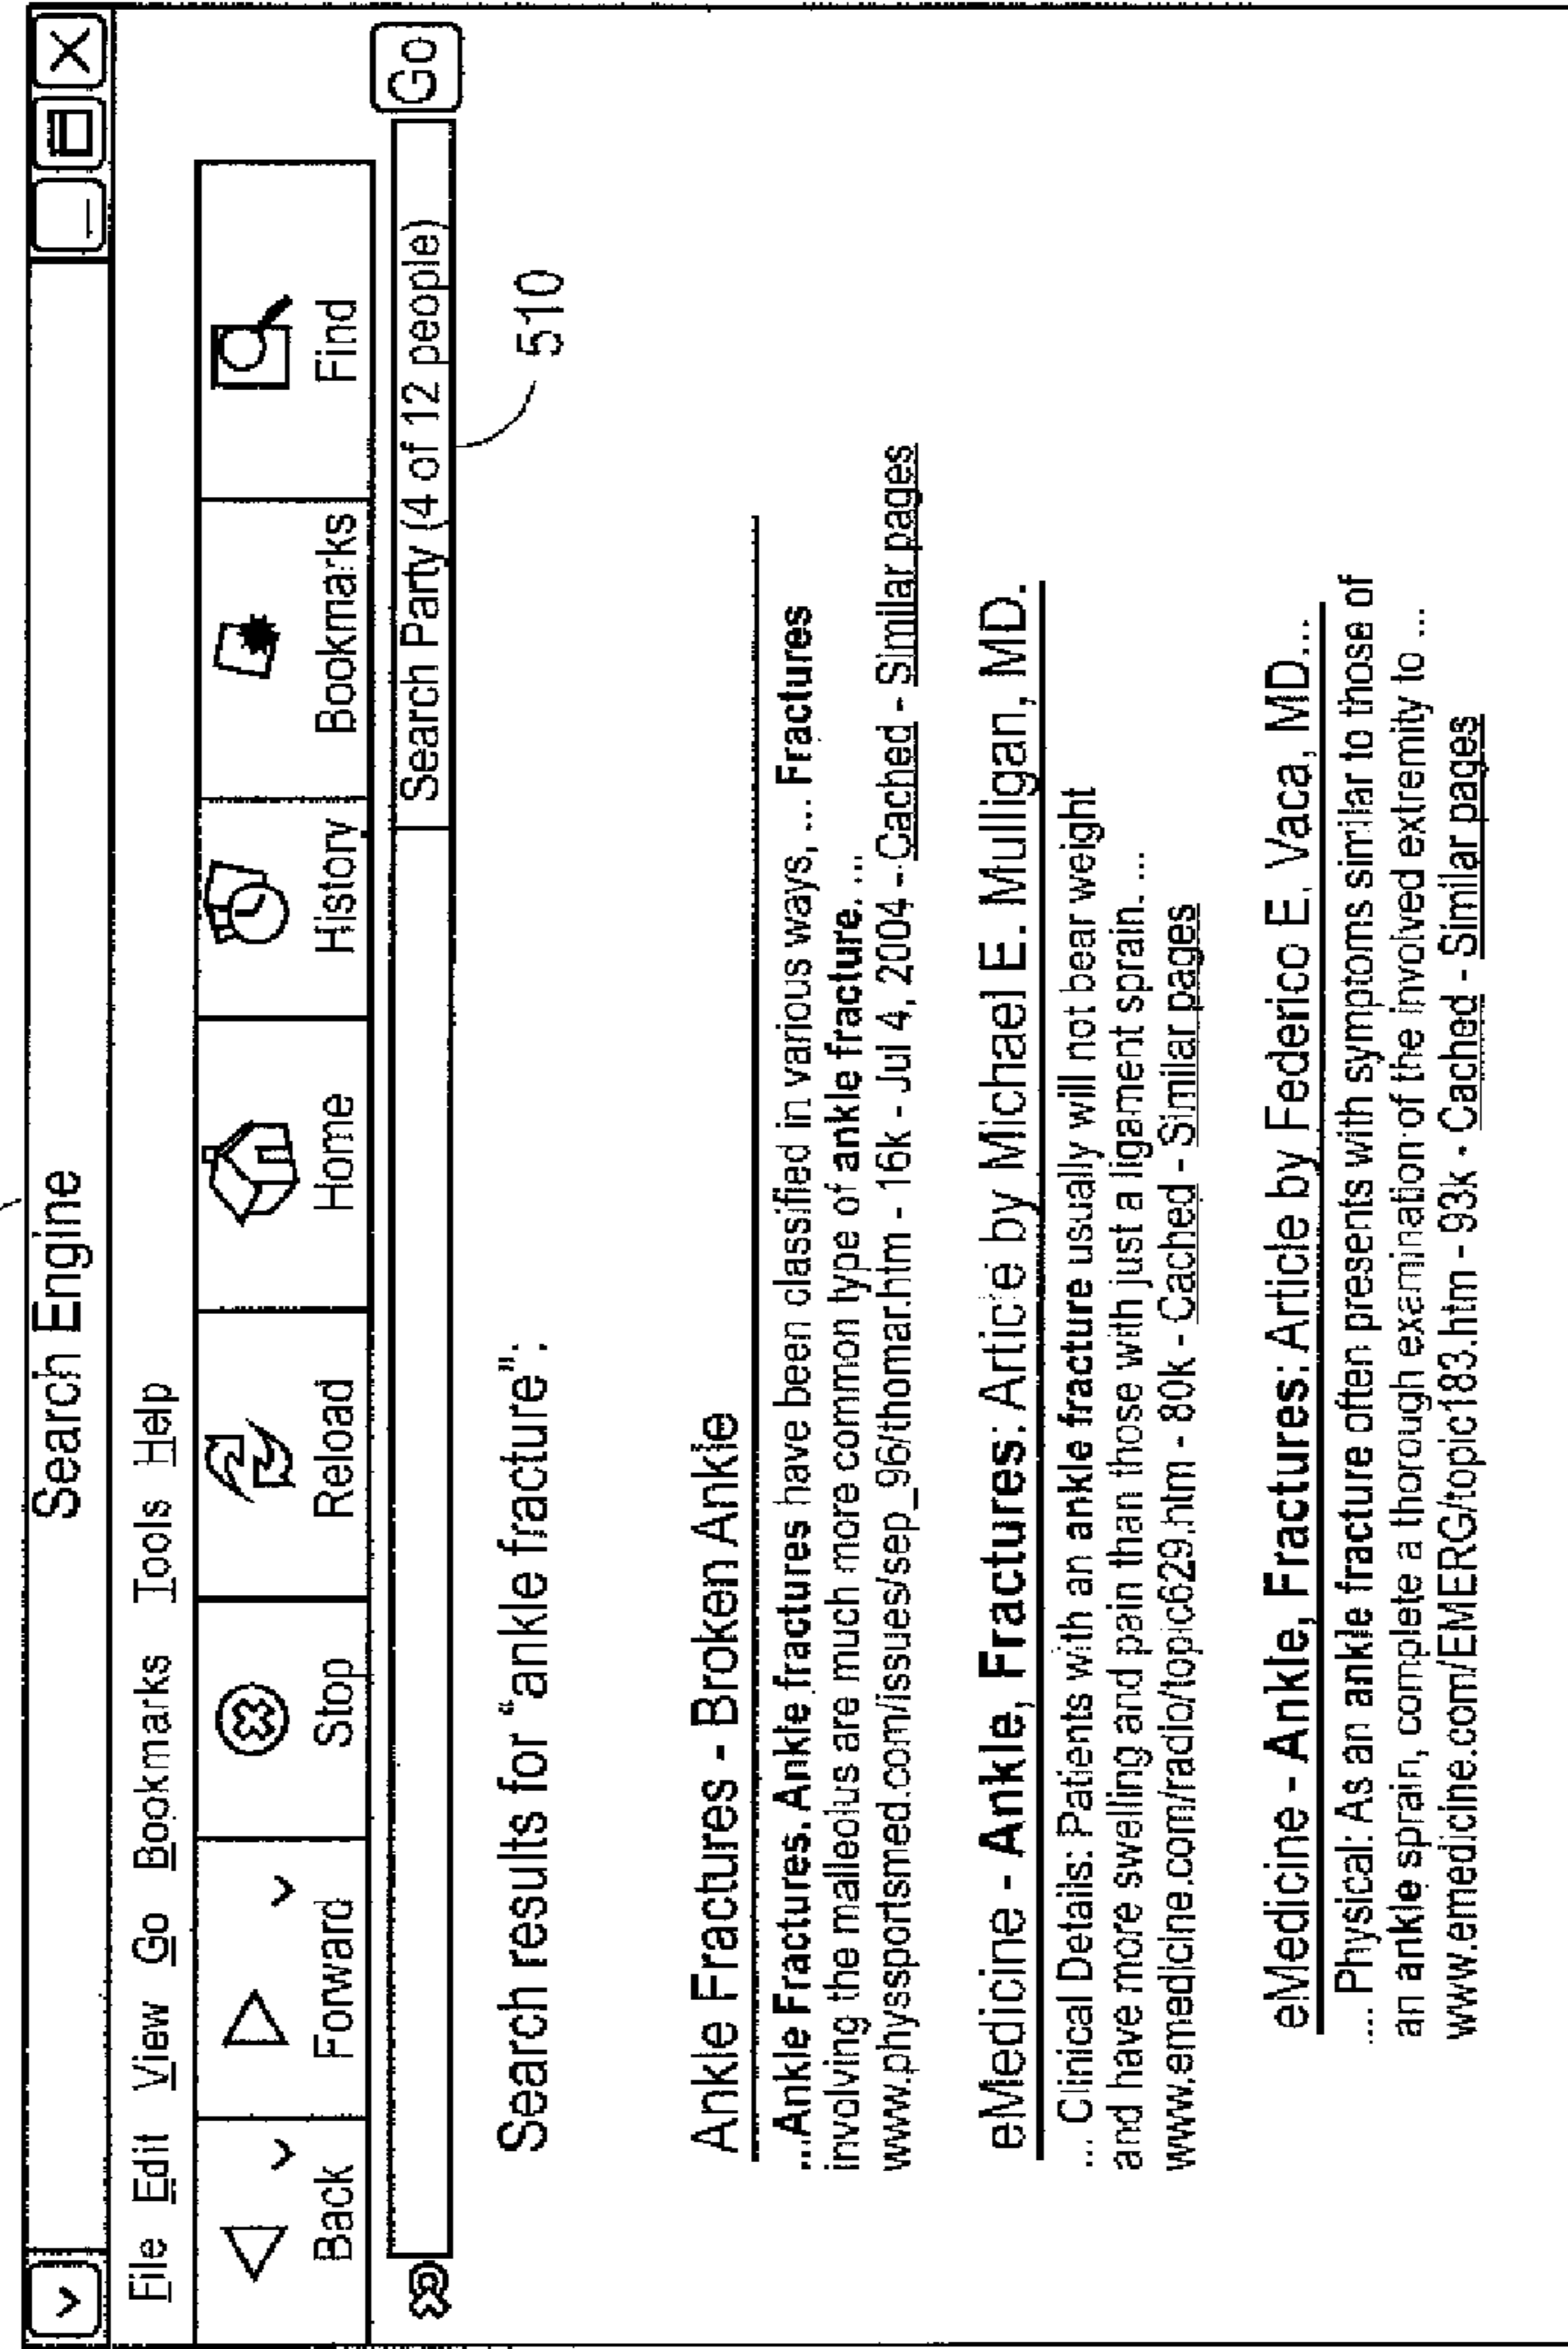 Search Engine
File Edit View Go Bookmarks Tools Help
Back Forward Stop Reload Home History Bookmarks Find
Search Party (4 of 12 people) Go
510
Search results for “ankle fracture”:
Ankle Fractures - Broken Ankle
...Ankle Fractures. Ankle fractures have been classified in various ways, ... Fractures
involving the malleolus are much more common type of ankle fracture. ...
www.physsportsmed.com/issues/sep_96/thomar.htm - 16k - Jul 4, 2004 - Cached - Similar pages
eMedicine - Ankle, Fractures: Article by Michael E. Mulligan, MD.
... Clinical Details: Patients with an ankle fracture usually will not bear weight
and have more swelling and pain than those with just a ligament sprain. ...
www.emedicine.com/radio/topic629.htm - 80k - Cached - Similar pages
eMedicine - Ankle, Fractures: Article by Federico E. Vaca, MD...
.... Physical: As an ankle fracture often presents with symptoms similar to those of
an ankle sprain, complete a thorough examination of the involved extremity to ...
www.emedicine.com/EMERG/topic183.htm - 93k - Cached - Similar pages